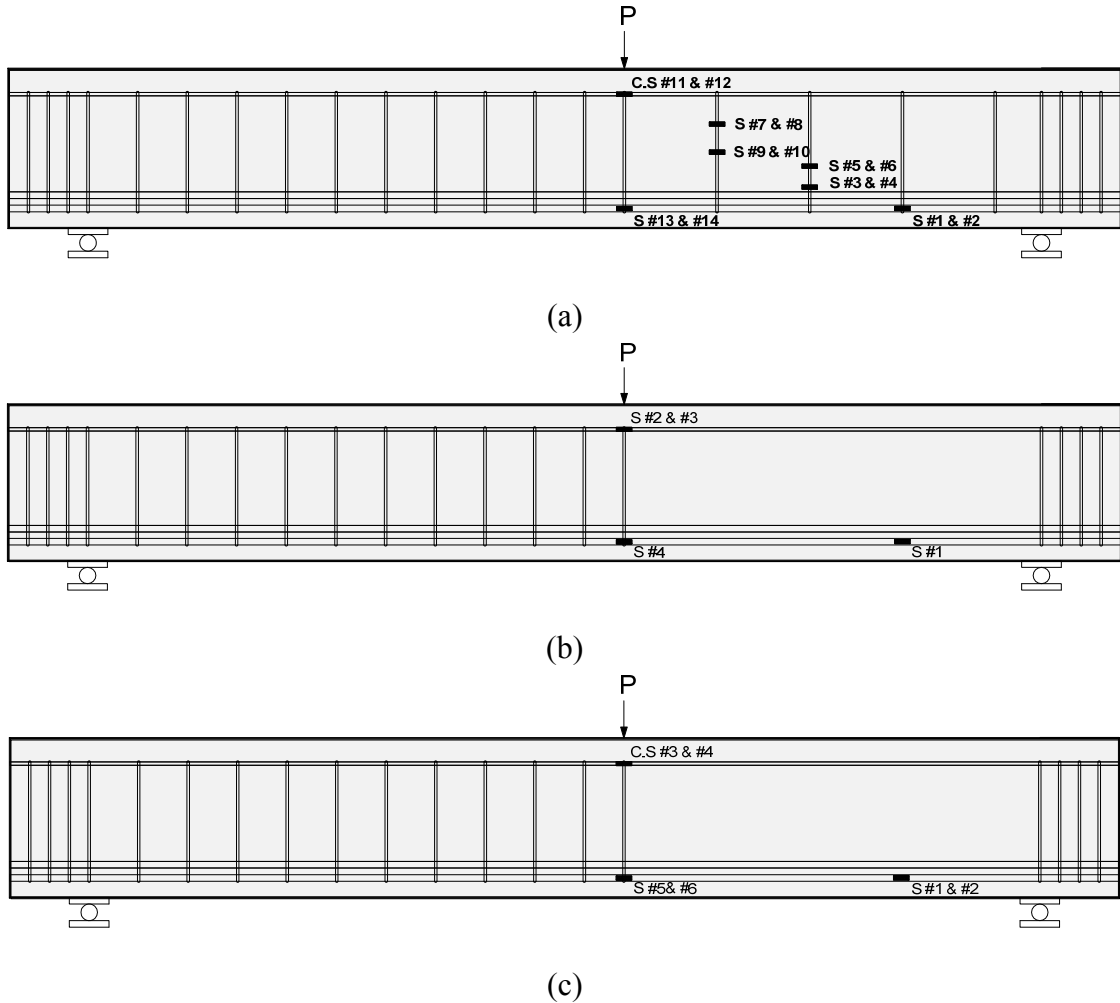 P
C.S #11 & #12
S #7 & #8
S #9 & #10
S #5 & #6
S #3 & #4
S #13 & #14
S #1 & #2
(a)
P
S #2 & #3
S #4
S #1
(b)
P
C.S #3 & #4
S #5& #6
S #1 & #2
(c)